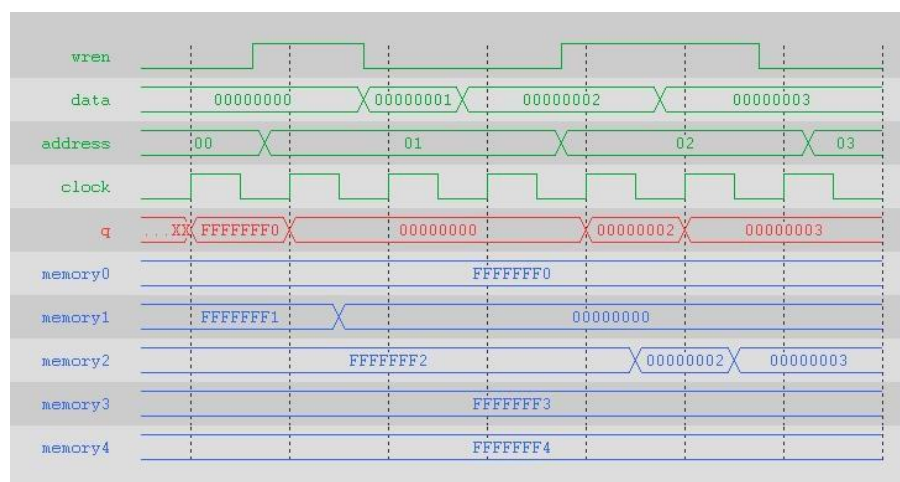 wren
data 00000000 00000001 00000002 00000003
address 00 01 02 03
clock
q ...XX FFFFFFF0 00000000 00000002 00000003
memory0 FFFFFFF0
memory1 FFFFFFF1 00000000
memory2 FFFFFFF2 00000002 00000003
memory3 FFFFFFF3
memory4 FFFFFFF4